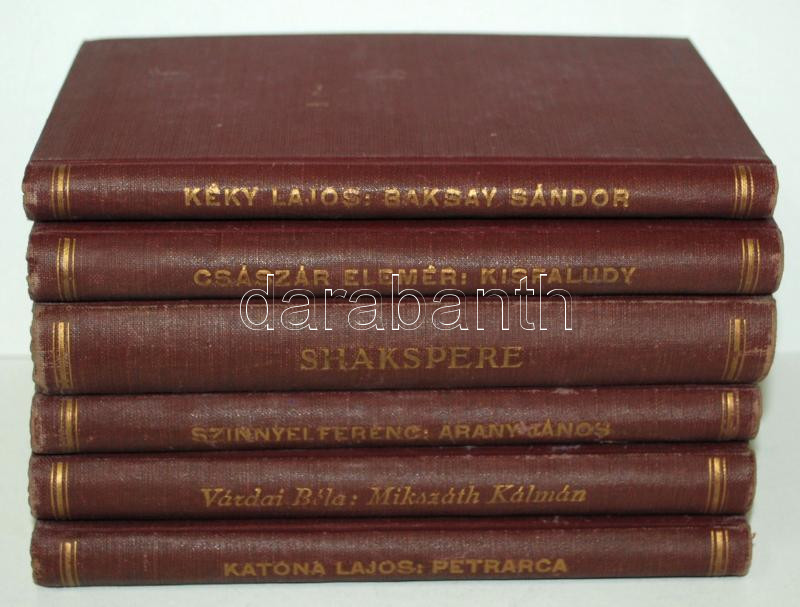 KÉKY LAJOS: BAKSAY SÁNDOR
CSÁSZÁR ELEMÉR: KISFALUDY
darabanth
SHAKSPERE
SZINNYEI FERENC: ARANY JÁNOS
Várdai Béla: Mikszáth Kálmán
KATONA LAJOS: PETRARCA